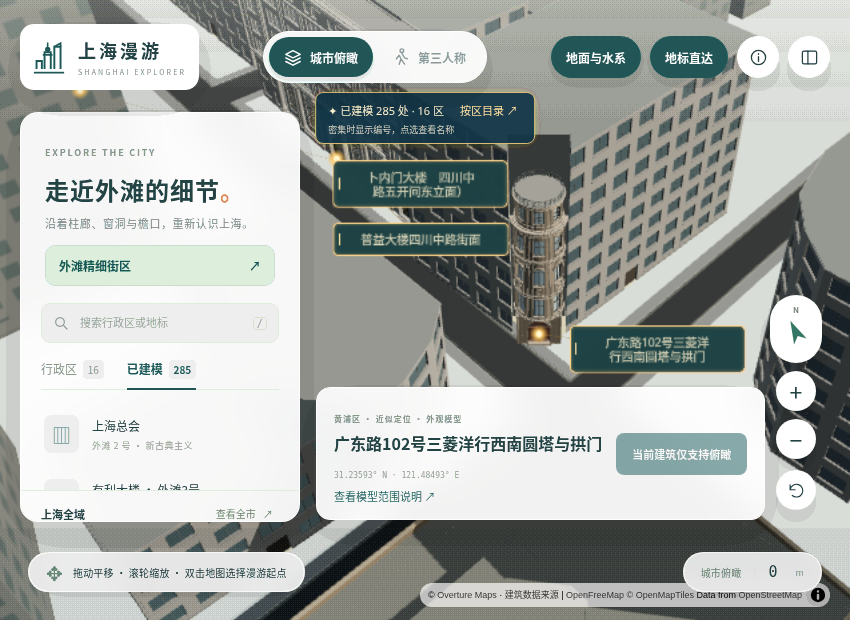 上海漫游
SHANGHAI EXPLORER
城市俯瞰
第三人称
地面与水系
地标直达
✦ 已建模 285 处 · 16 区 按区目录 ↗
密集时显示编号，点选查看名称
EXPLORE THE CITY
走近外滩的细节。
沿着柱廊、窗洞与檐口，重新认识上海。
外滩精细街区 ↗
搜索行政区或地标 /
行政区 16 已建模 285
上海总会
外滩 2 号 · 新古典主义
有利大楼 · 外滩3号
上海全域 查看全市 ↗
卜内门大楼 四川中
路五开间东立面）
普益大楼四川中路街面
广东路102号三菱洋
行西南圆塔与拱门
N
黄浦区 · 近似定位 · 外观模型
广东路102号三菱洋行西南圆塔与拱门
当前建筑仅支持俯瞰
31.23593° N · 121.48493° E
查看模型范围说明 ↗
拖动平移 · 滚轮缩放 · 双击地图选择漫游起点
城市俯瞰 0 m
© Overture Maps · 建筑数据来源 | OpenFreeMap © OpenMapTiles Data from OpenStreetMap